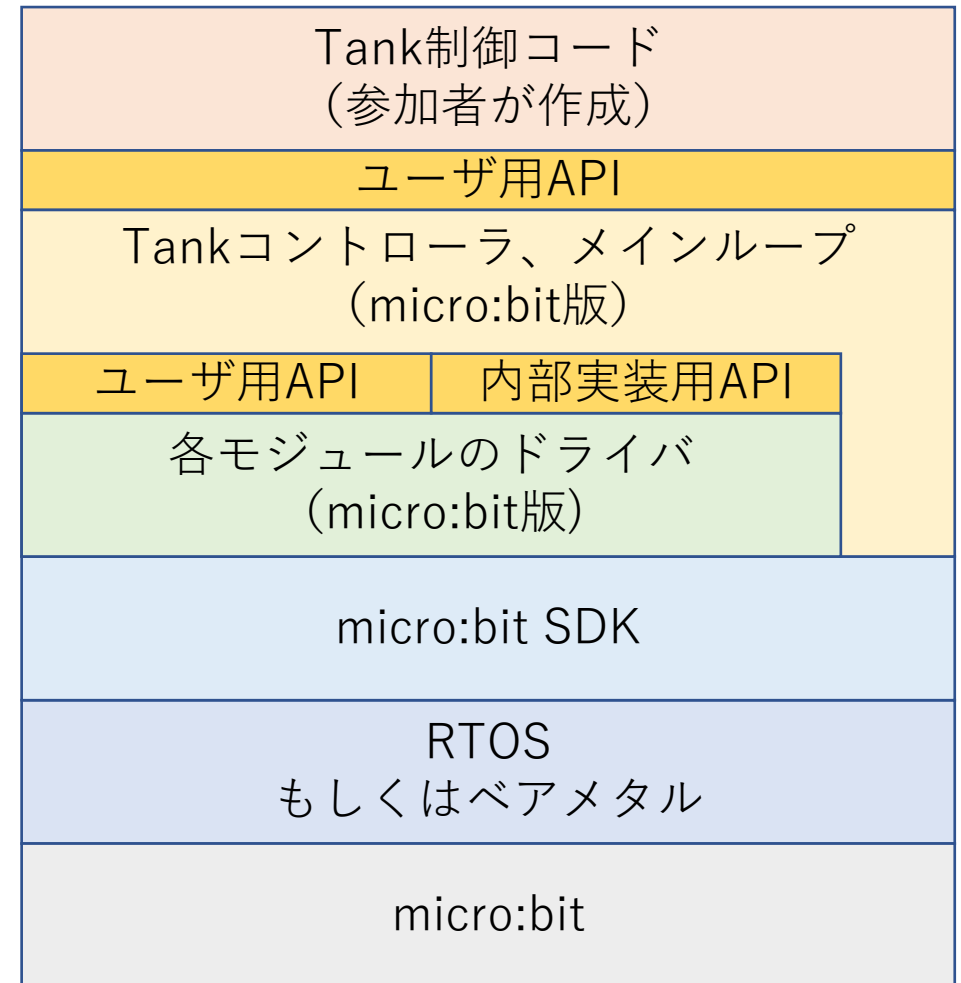 Tank制御コード
（参加者が作成）
ユーザ用API
Tankコントローラ、メインループ
（micro:bit版）
ユーザ用API
内部実装用API
各モジュールのドライバ
（micro:bit版）
micro:bit SDK
RTOS
もしくはベアメタル
micro:bit